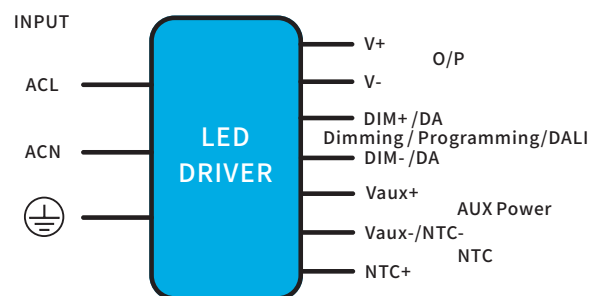 INPUT
ACL
ACN
LED
DRIVER
V+
O/P
V-
DIM+ /DA
Dimming / Programming/DALI
DIM- /DA
Vaux+
AUX Power
Vaux-/NTC-
NTC
NTC+